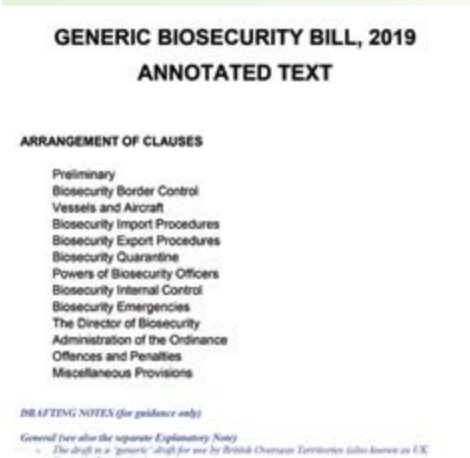 GENERIC BIOSECURITY BILL, 2019
ANNOTATED TEXT
ARRANGEMENT OF CLAUSES
Preliminary
Biosecurity Border Control
Vessels and Aircraft
Biosecurity Import Procedures
Biosecurity Export Procedures
Biosecurity Quarantine
Powers of Biosecurity Officers
Biosecurity Internal Control
Biosecurity Emergencies
The Director of Biosecurity
Administration of the Ordinance
Offences and Penalties
Miscellaneous Provisions
DRAFTING NOTES (for guidance only)
General (see also the separate Explanatory Note)
The draft is a 'generic' draft for use by British Overseas Territories (also known as UK